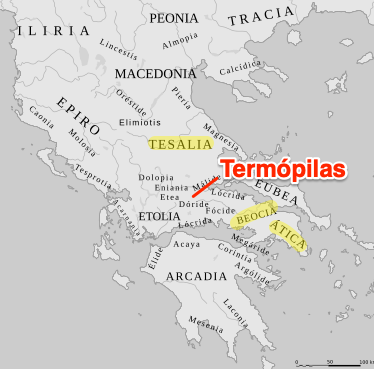 PEONIA
TRACIA
ILIRIA
Lincestis
Almopia
Calcídica
MACEDONIA
Oréstide
Pieria
EPIRO
Elimiotis
Caonia
Molosia
TESALIA
Magnesia
Tesprotia
Termópilas
Dolopia
Eniania
Málide
EUBEA
Etea
Lócrida
Acarnania
Dóride
Fócide
BEOCIA
ETOLIA
Lócrida
ÁTICA
Megáride
Acaya
Corintia
Élide
Argólide
ARCADIA
Laconia
Mesenia
0 50 100 km